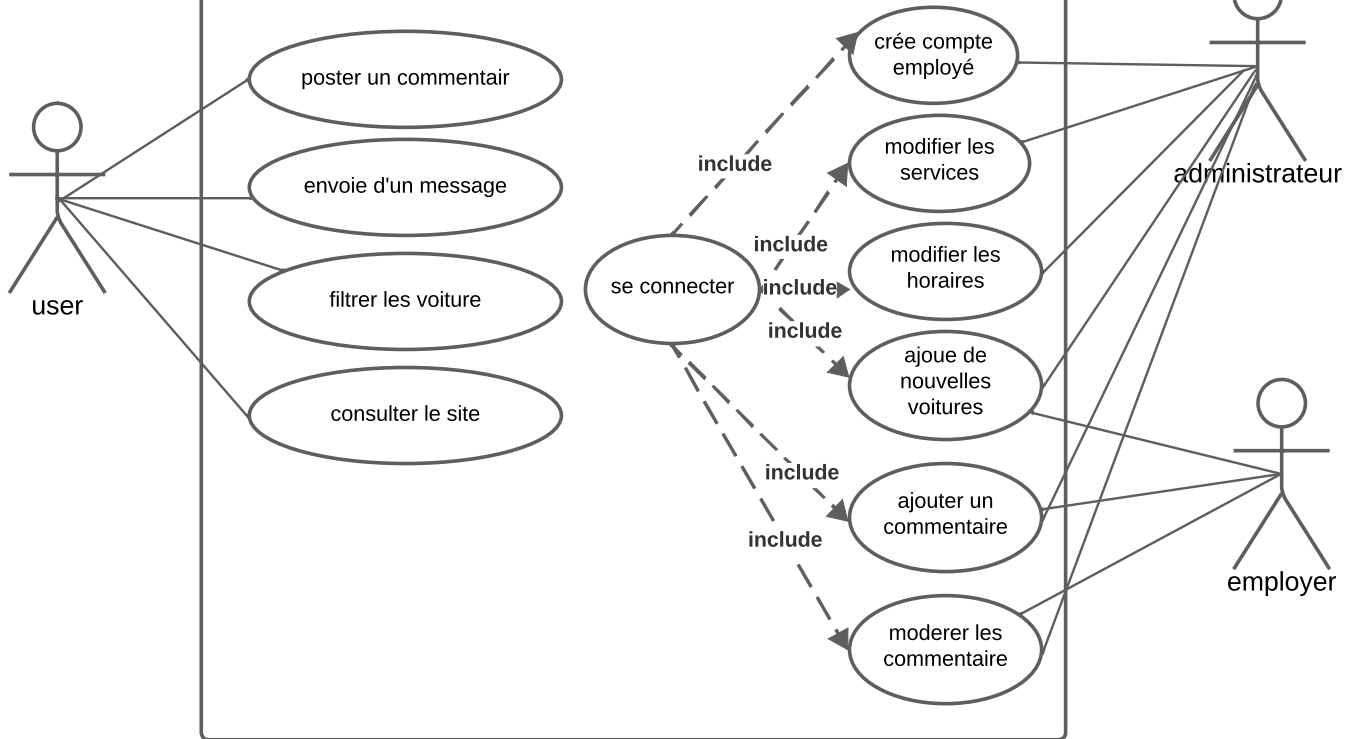 poster un commentair
envoie d'un message
filtrer les voiture
consulter le site
user
se connecter
include
include
include
include
include
include
crée compte
employé
modifier les
services
modifier les
horaires
ajoue de
nouvelles
voitures
ajouter un
commentaire
moderer les
commentaire
administrateur
employer